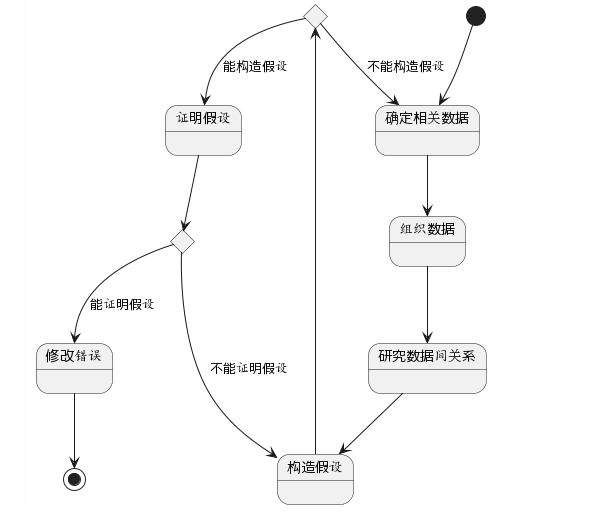 能构造假设
不能构造假设
证明假设
确定相关数据
组织数据
能证明假设
修改错误
研究数据间关系
不能证明假设
构造假设